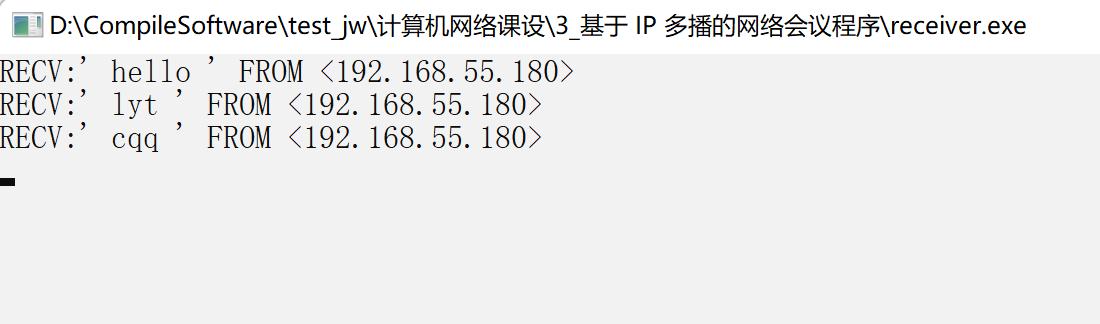 D:\CompileSoftware\test_jw\计算机网络课设\3_基于 IP 多播的网络会议程序\receiver.exe
RECV:' hello ' FROM <192.168.55.180>
RECV:' lyt ' FROM <192.168.55.180>
RECV:' cqq ' FROM <192.168.55.180>